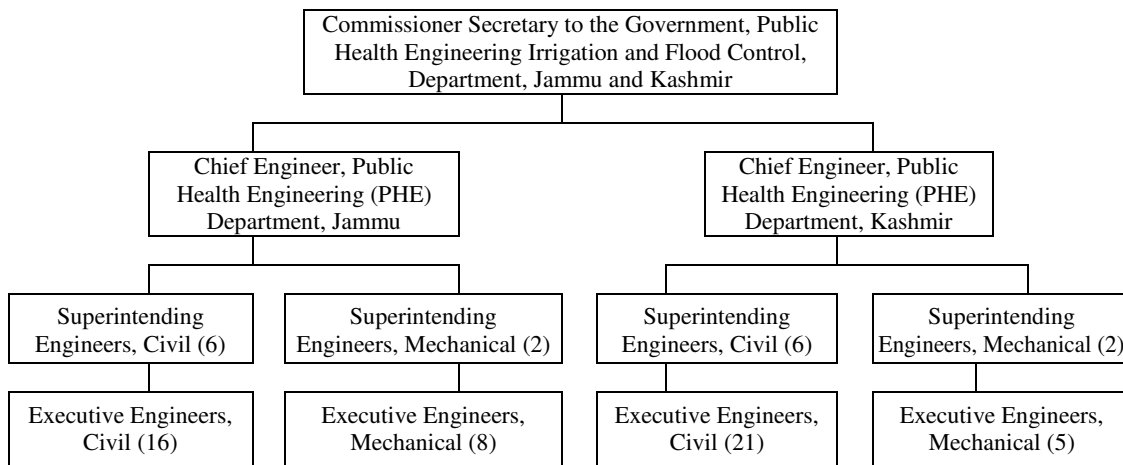 Commissioner Secretary to the Government, Public
Health Engineering Irrigation and Flood Control,
Department, Jammu and Kashmir
Chief Engineer, Public
Health Engineering (PHE)
Department, Jammu
Chief Engineer, Public
Health Engineering (PHE)
Department, Kashmir
Superintending
Engineers, Civil (6)
Superintending
Engineers, Mechanical (2)
Superintending
Engineers, Civil (6)
Superintending
Engineers, Mechanical (2)
Executive Engineers,
Civil (16)
Executive Engineers,
Mechanical (8)
Executive Engineers,
Civil (21)
Executive Engineers,
Mechanical (5)